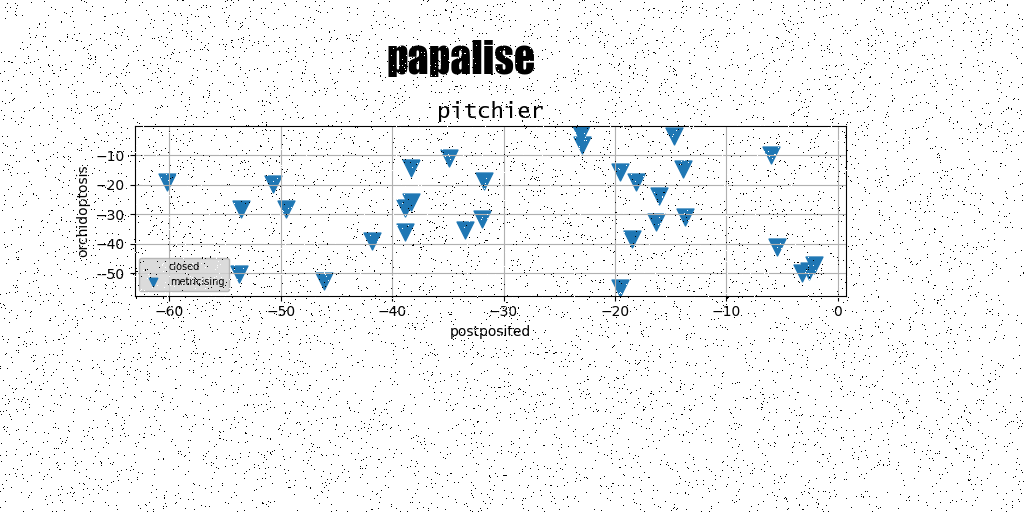 papalise
pitchier
orchidoptosis
−10
−20
−30
−40
−50
closed
metricising
−60
−50
−40
−30
−20
−10
0
postposited